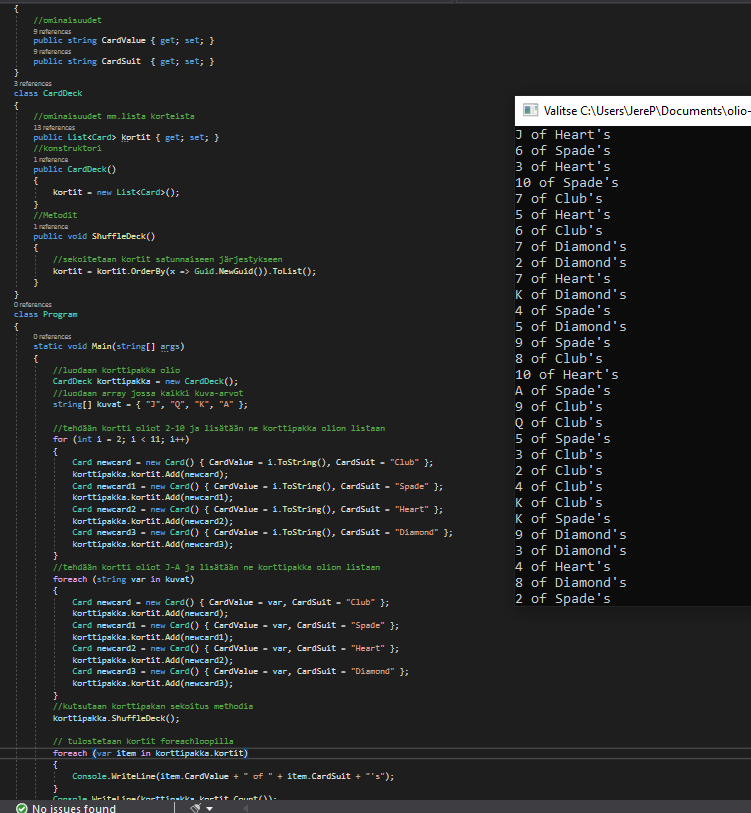 {
//ominaisuudet
9 references
public string CardValue { get; set; }
9 references
public string CardSuit  { get; set; }
}
3 references
class CardDeck
{
//ominaisuudet mm.lista korteista
13 references
public List<Card> kortit { get; set; }
//konstruktori
1 reference
public CardDeck()
{
kortit = new List<Card>();
}
//Metodit
1 reference
public void ShuffleDeck()
{
//sekoitetaan kortit satunnaiseen järjestykseen
kortit = kortit.OrderBy(x => Guid.NewGuid()).ToList();
}
}
0 references
class Program
{
0 references
static void Main(string[] args)
{
//luodaan korttipakka olio
CardDeck korttipakka = new CardDeck();
//luodaan array jossa kaikki kuva-arvot
string[] kuvat = { "J", "Q", "K", "A" };
//tehdään kortti oliot 2-10 ja lisätään ne korttipakka olion listaan
for (int i = 2; i < 11; i++)
{
Card newcard = new Card() { CardValue = i.ToString(), CardSuit = "Club" };
korttipakka.kortit.Add(newcard);
Card newcard1 = new Card() { CardValue = i.ToString(), CardSuit = "Spade" };
korttipakka.kortit.Add(newcard1);
Card newcard2 = new Card() { CardValue = i.ToString(), CardSuit = "Heart" };
korttipakka.kortit.Add(newcard2);
Card newcard3 = new Card() { CardValue = i.ToString(), CardSuit = "Diamond" };
korttipakka.kortit.Add(newcard3);
}
//tehdään kortti oliot J-A ja lisätään ne korttipakka olion listaan
foreach (string var in kuvat)
{
Card newcard = new Card() { CardValue = var, CardSuit = "Club" };
korttipakka.kortit.Add(newcard);
Card newcard1 = new Card() { CardValue = var, CardSuit = "Spade" };
korttipakka.kortit.Add(newcard1);
Card newcard2 = new Card() { CardValue = var, CardSuit = "Heart" };
korttipakka.kortit.Add(newcard2);
Card newcard3 = new Card() { CardValue = var, CardSuit = "Diamond" };
korttipakka.kortit.Add(newcard3);
}
//kutsutaan korttipakan sekoitus methodia
korttipakka.ShuffleDeck();
// tulostetaan kortit foreachloopilla
foreach (var item in korttipakka.kortit)
{
Console.WriteLine(item.CardValue + " of " + item.CardSuit + "'s");
}
Console.WriteLine(korttipakka.kortit.Count());
No issues found
Valitse C:\Users\JereP\Documents\olio-
J of Heart's
6 of Spade's
3 of Heart's
10 of Spade's
7 of Club's
5 of Heart's
6 of Club's
7 of Diamond's
2 of Diamond's
7 of Heart's
K of Diamond's
4 of Spade's
5 of Diamond's
9 of Spade's
8 of Club's
10 of Heart's
A of Spade's
9 of Club's
Q of Club's
5 of Spade's
3 of Club's
2 of Club's
4 of Club's
K of Club's
K of Spade's
9 of Diamond's
3 of Diamond's
4 of Heart's
8 of Diamond's
2 of Spade's